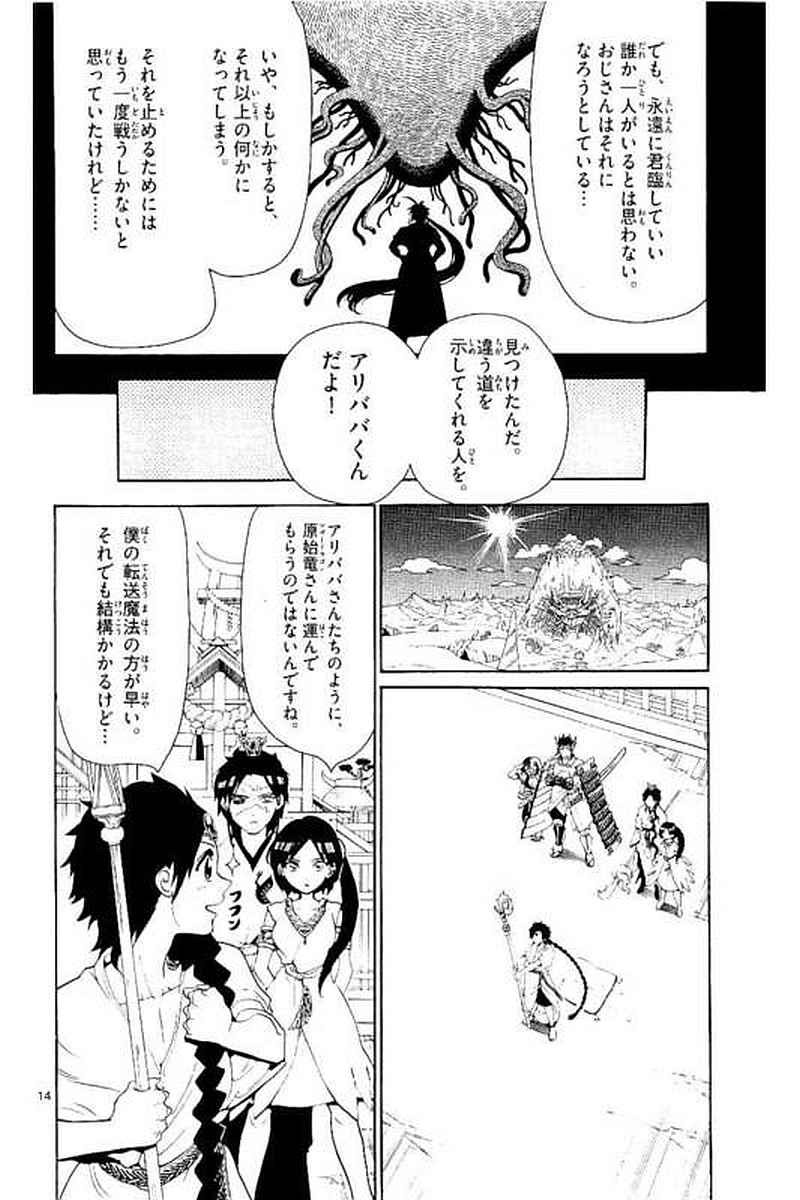 でも、永遠に君臨していい
誰か一人がいるとは思わない。
おじさんはそれに
なろうとしている…
いや、もしかすると、
それ以上の何かに
なってしまう。
それを止めるためには
もう一度戦うしかないと
思っていたけれど……
見つけたんだ。
違う道を
示してくれる人を。
アリババくん
だよ！
アリババさんたちのように、
原始竜さんに運んで
もらうのではないんですね。
僕の転送魔法の方が早い。
それでも結構かかるけど…
フラン
14